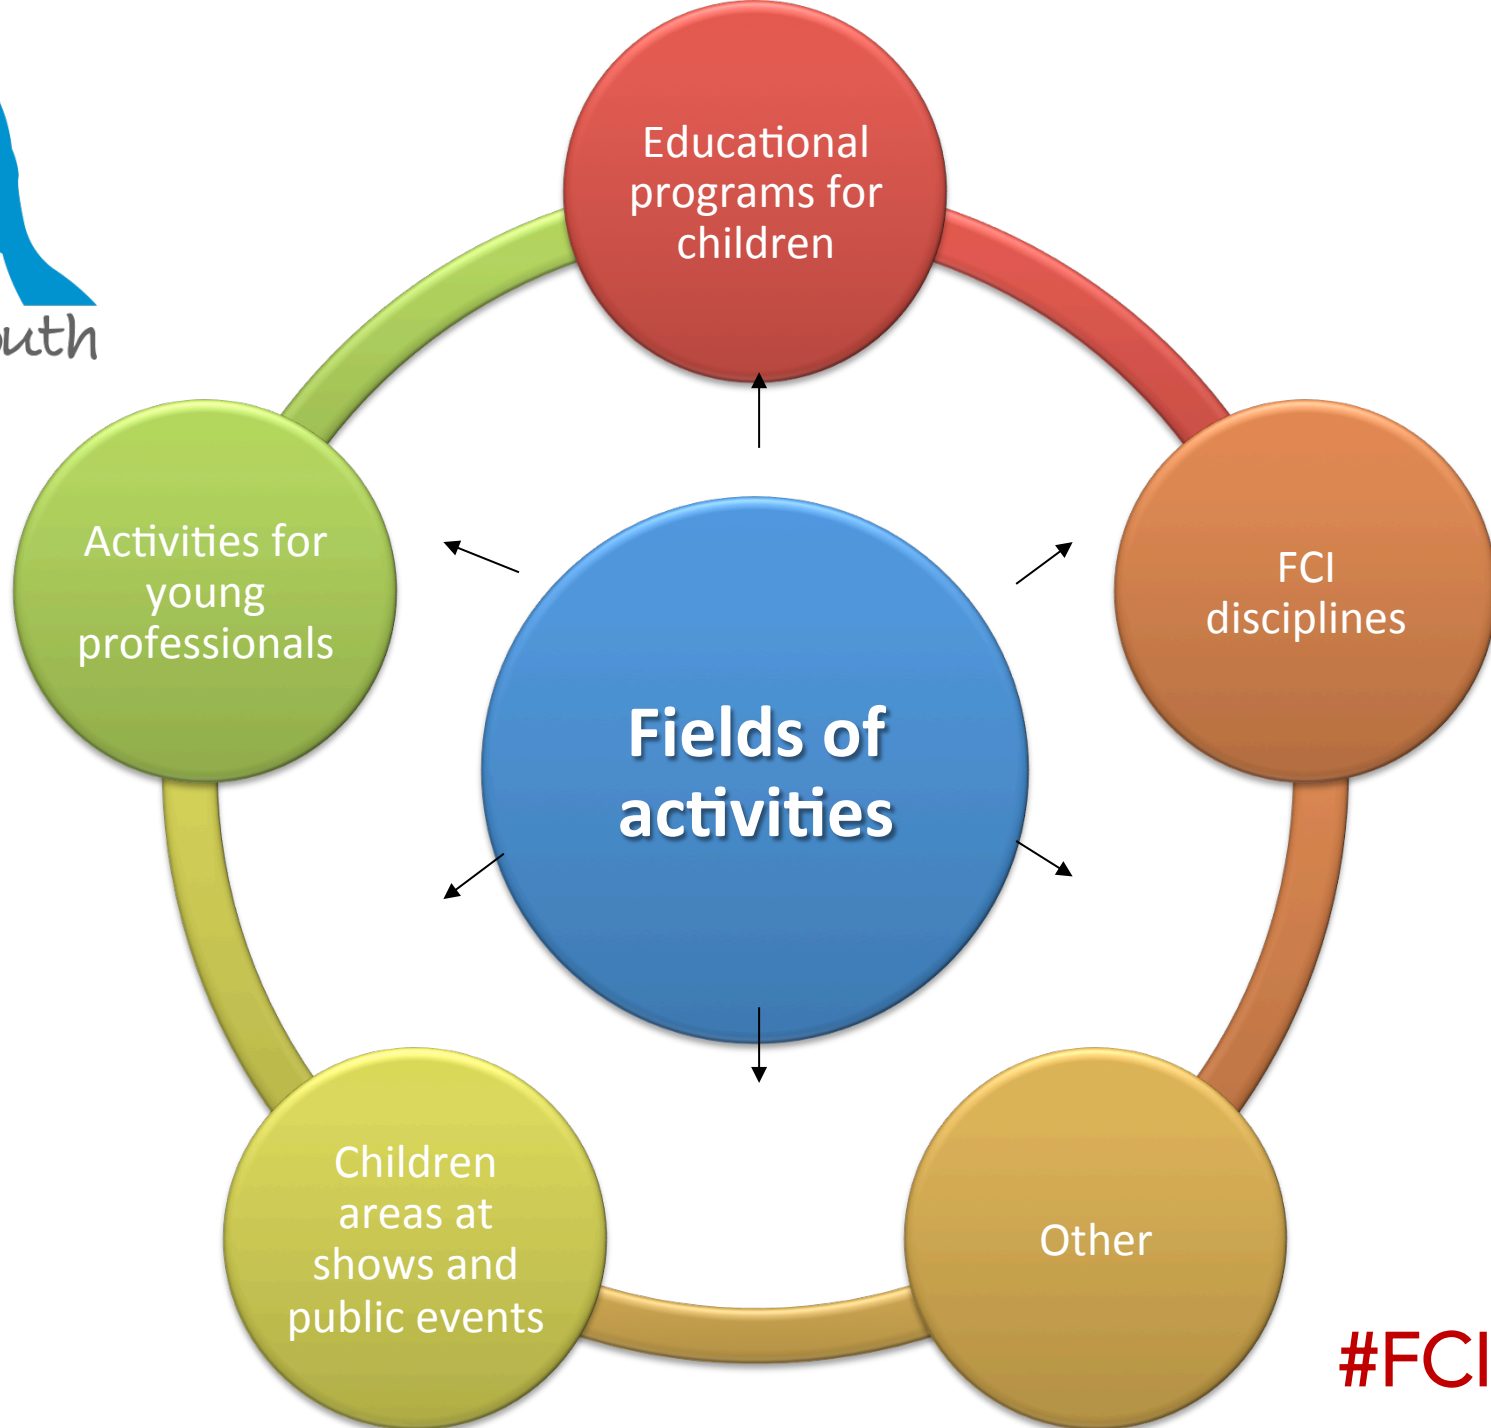 Educational
programs for
children
Activities for
young
professionals
FCI
disciplines
Fields of
activities
Children
areas at
shows and
public events
Other
#FCI